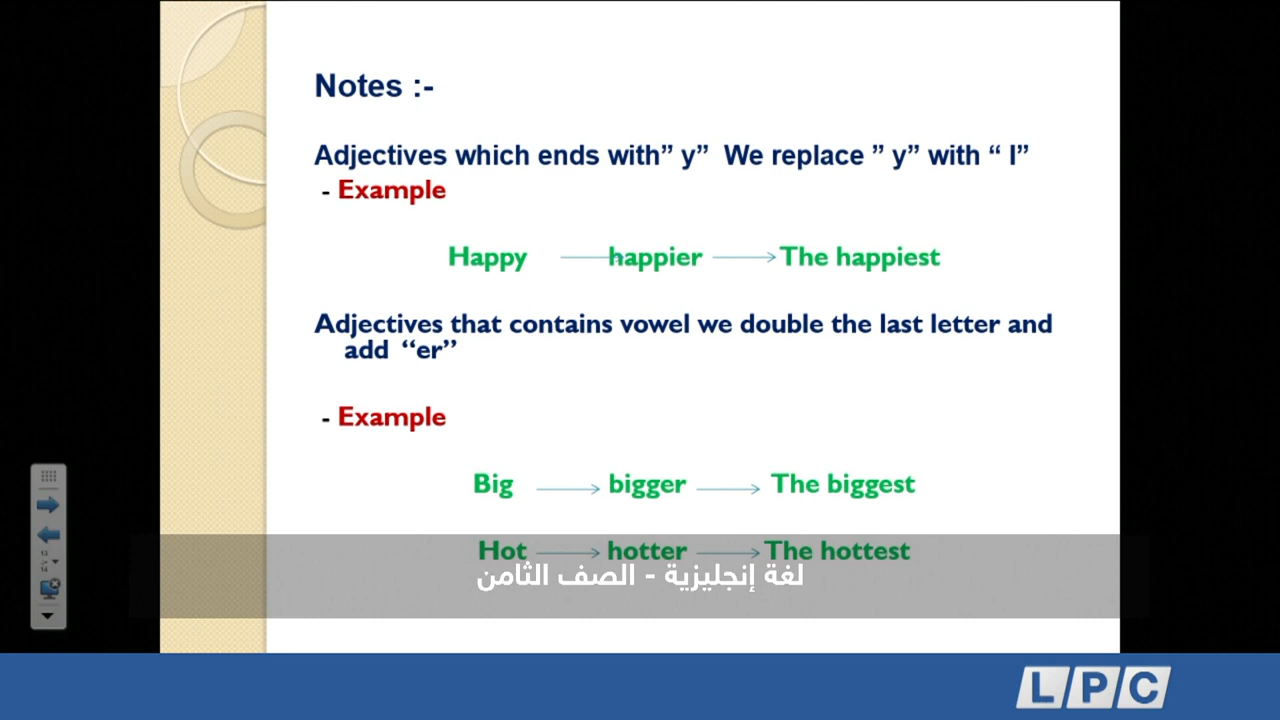 Notes :-
Adjectives which ends with” y”  We replace ” y” with “ I”
- Example
Happy happier The happiest
Adjectives that contains vowel we double the last letter and
add “er”
- Example
Big bigger The biggest
Hot hotter The hottest
لغة إنجليزية - الصف الثامن
LPC